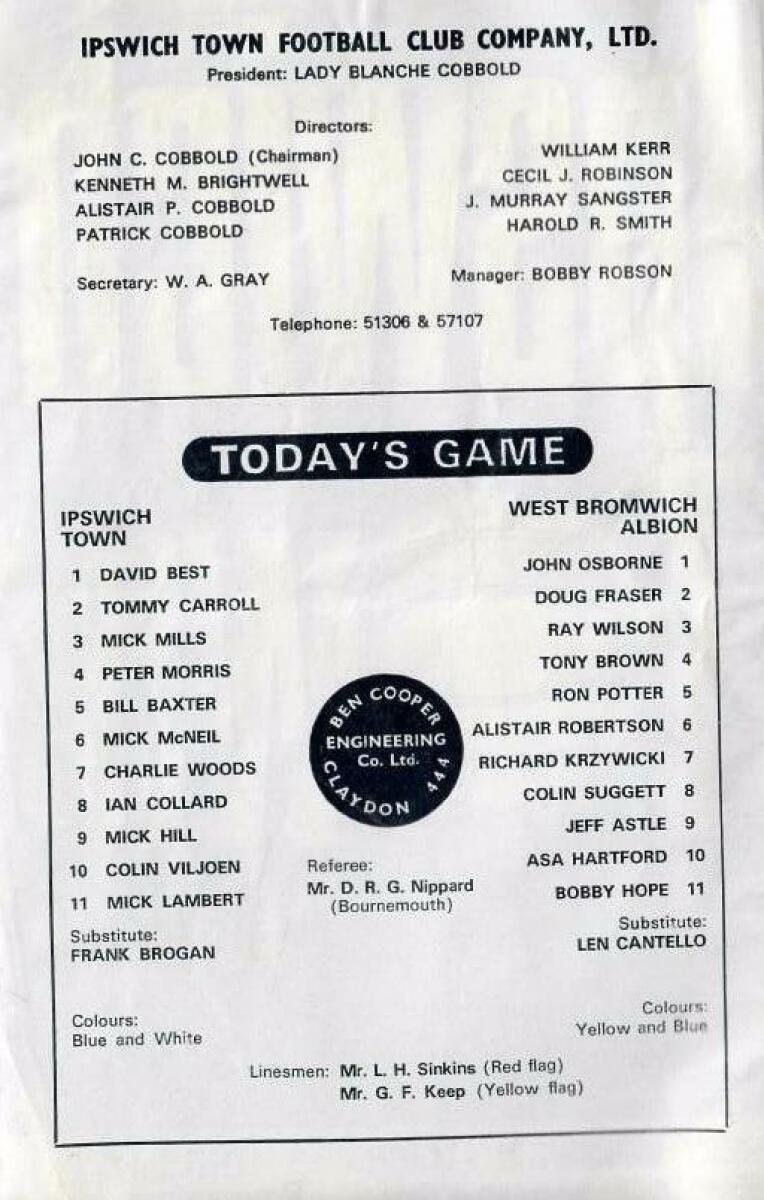 IPSWICH TOWN FOOTBALL CLUB COMPANY, LTD.
President: LADY BLANCHE COBBOLD
Directors:
JOHN C. COBBOLD (Chairman)
KENNETH M. BRIGHTWELL
ALISTAIR P. COBBOLD
PATRICK COBBOLD
WILLIAM KERR
CECIL J. ROBINSON
J. MURRAY SANGSTER
HAROLD R. SMITH
Secretary: W. A. GRAY
Manager: BOBBY ROBSON
Telephone: 51306 & 57107
TODAY'S GAME
IPSWICH
TOWN
1 DAVID BEST
2 TOMMY CARROLL
3 MICK MILLS
4 PETER MORRIS
5 BILL BAXTER
6 MICK McNEIL
7 CHARLIE WOODS
8 IAN COLLARD
9 MICK HILL
10 COLIN VILJOEN
11 MICK LAMBERT
Substitute:
FRANK BROGAN
Colours:
Blue and White
BEN COOPER
ENGINEERING
Co. Ltd.
CLAYDON 444
Referee:
Mr. D. R. G. Nippard
(Bournemouth)
WEST BROMWICH
ALBION
JOHN OSBORNE 1
DOUG FRASER 2
RAY WILSON 3
TONY BROWN 4
RON POTTER 5
ALISTAIR ROBERTSON 6
RICHARD KRZYWICKI 7
COLIN SUGGETT 8
JEFF ASTLE 9
ASA HARTFORD 10
BOBBY HOPE 11
Substitute:
LEN CANTELLO
Colours:
Yellow and Blue
Linesmen: Mr. L. H. Sinkins (Red flag)
Mr. G. F. Keep (Yellow flag)